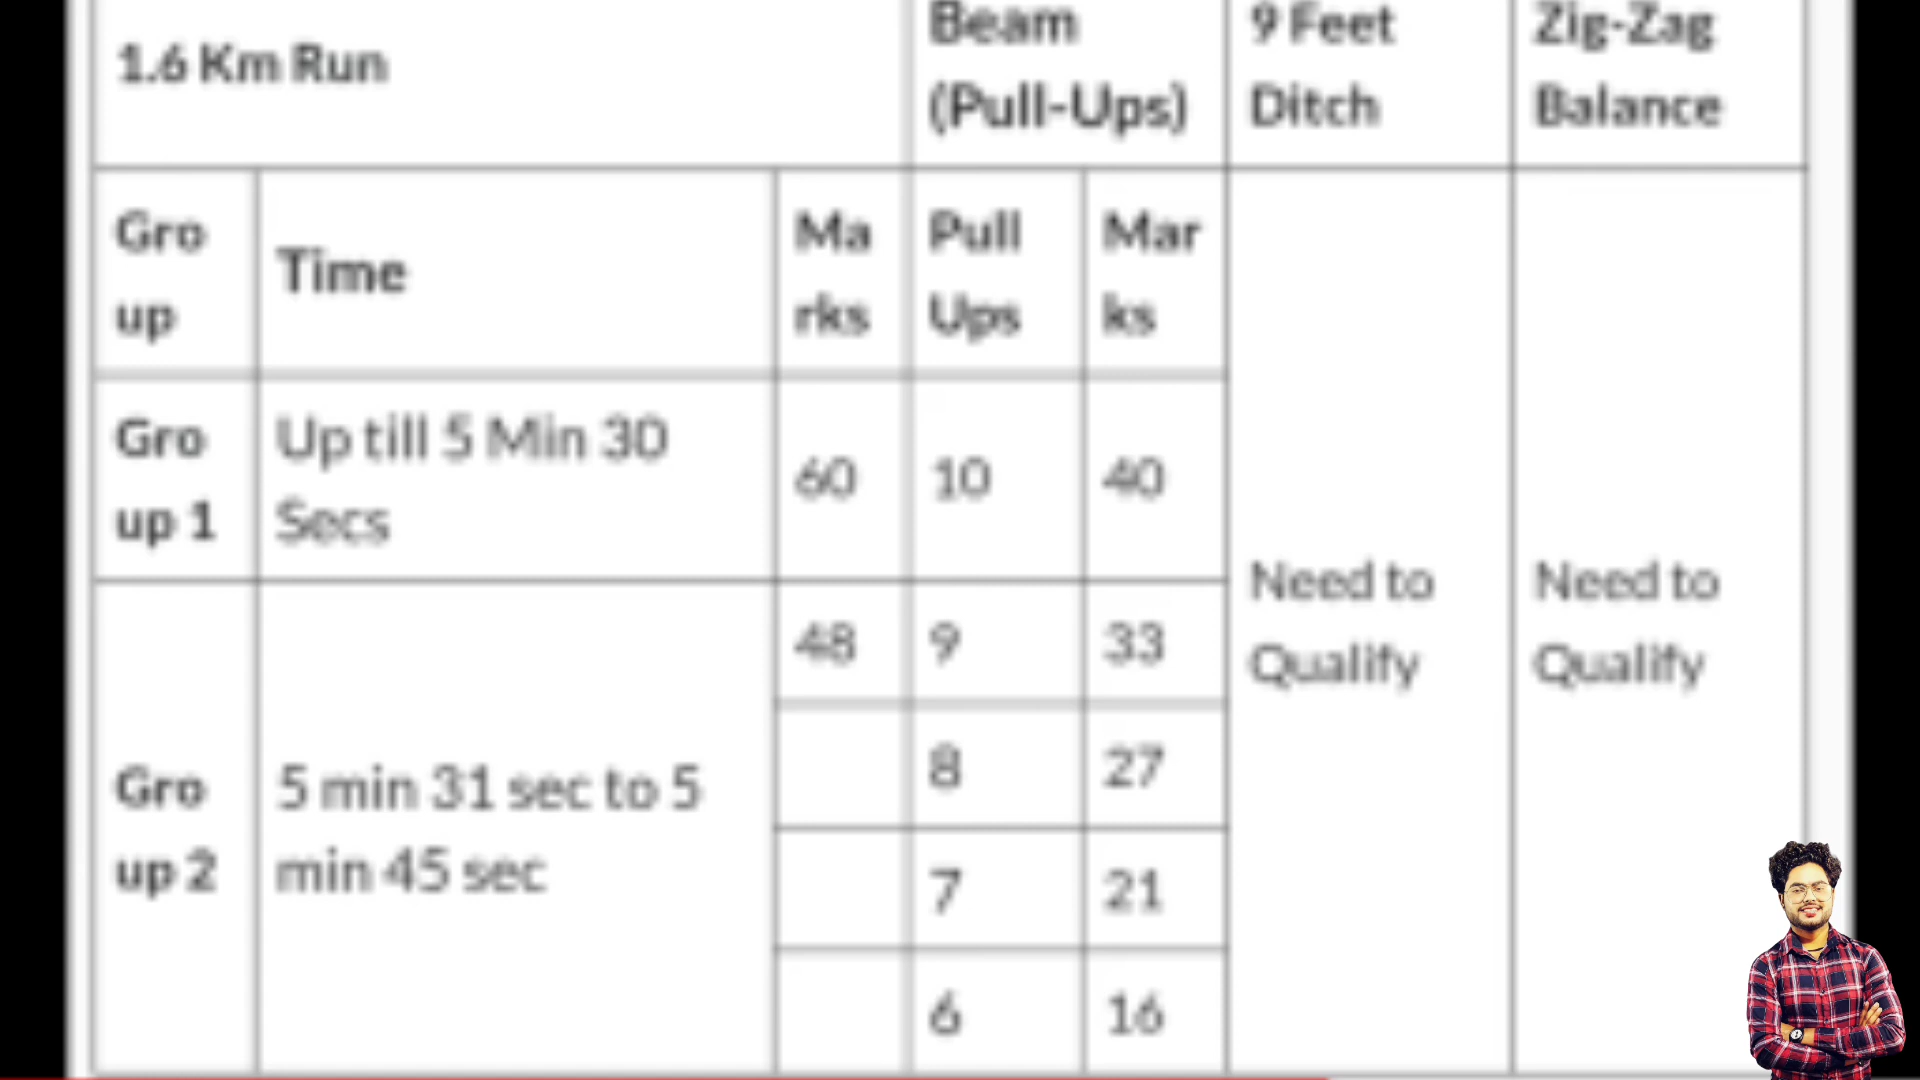 1.6 Km Run
Beam
(Pull-Ups)
9 Feet
Ditch
Zig-Zag
Balance
Gro
up
Time
Ma
rks
Pull
Ups
Mar
ks
Gro
up 1
Up till 5 Min 30
Secs
60
10
40
Need to
Qualify
Need to
Qualify
Gro
up 2
5 min 31 sec to 5
min 45 sec
48
9
33
8
27
7
21
6
16